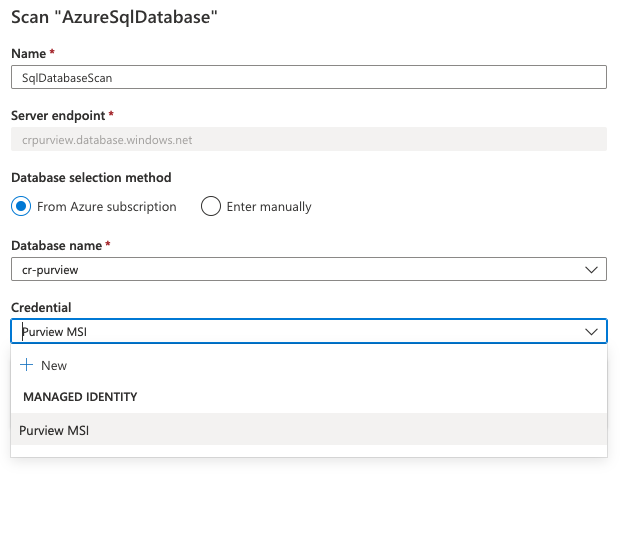 Scan "AzureSqlDatabase"
Name *
SqlDatabaseScan
Server endpoint *
crpurview.database.windows.net
Database selection method
From Azure subscription Enter manually
Database name *
cr-purview
Credential
Purview MSI
New
MANAGED IDENTITY
Purview MSI